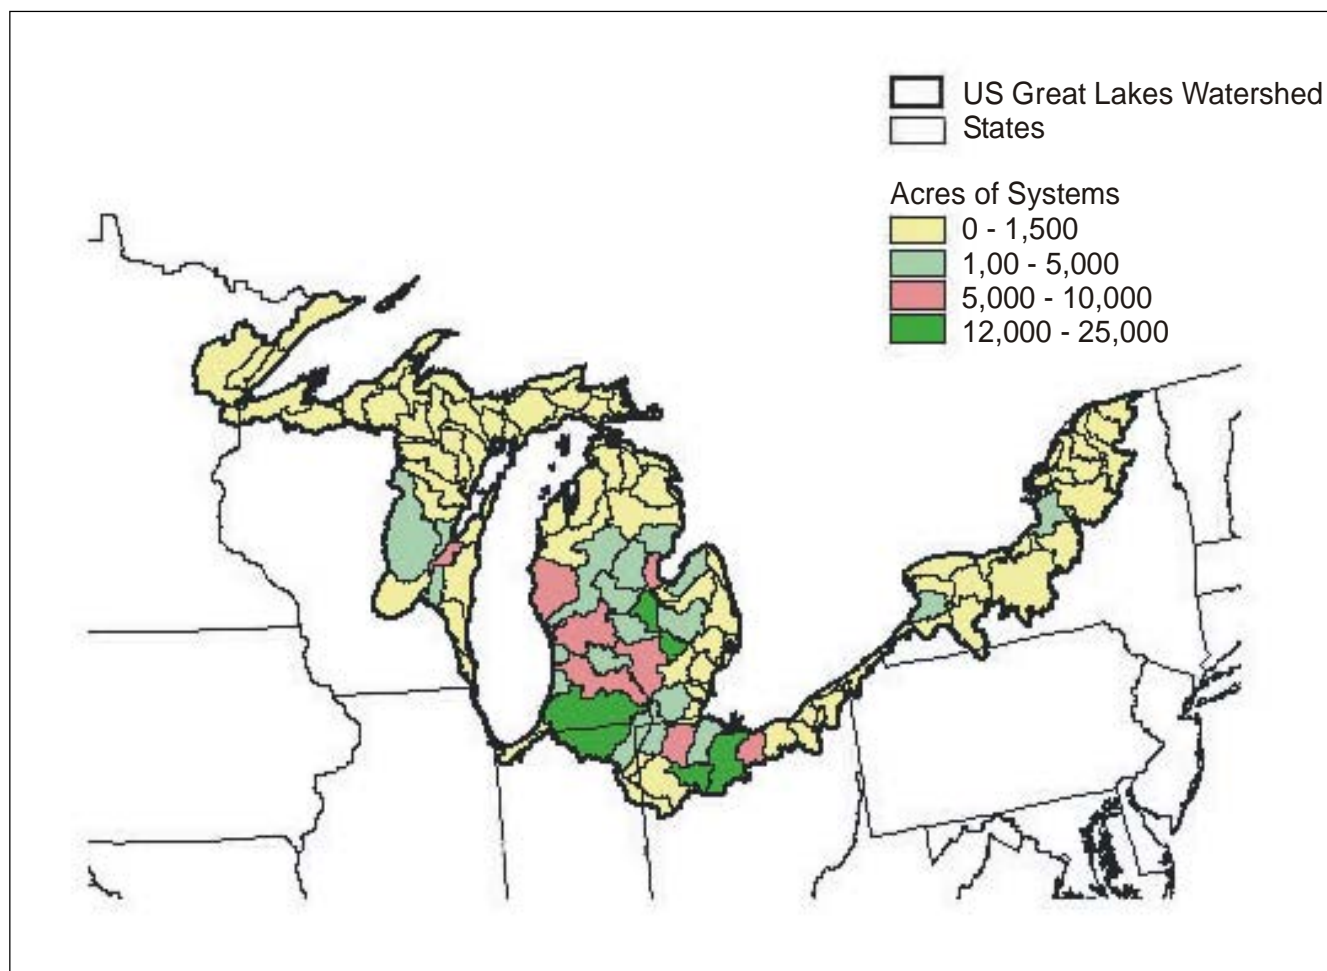 US Great Lakes Watershed
States
Acres of Systems
0 - 1,500
1,00 - 5,000
5,000 - 10,000
12,000 - 25,000